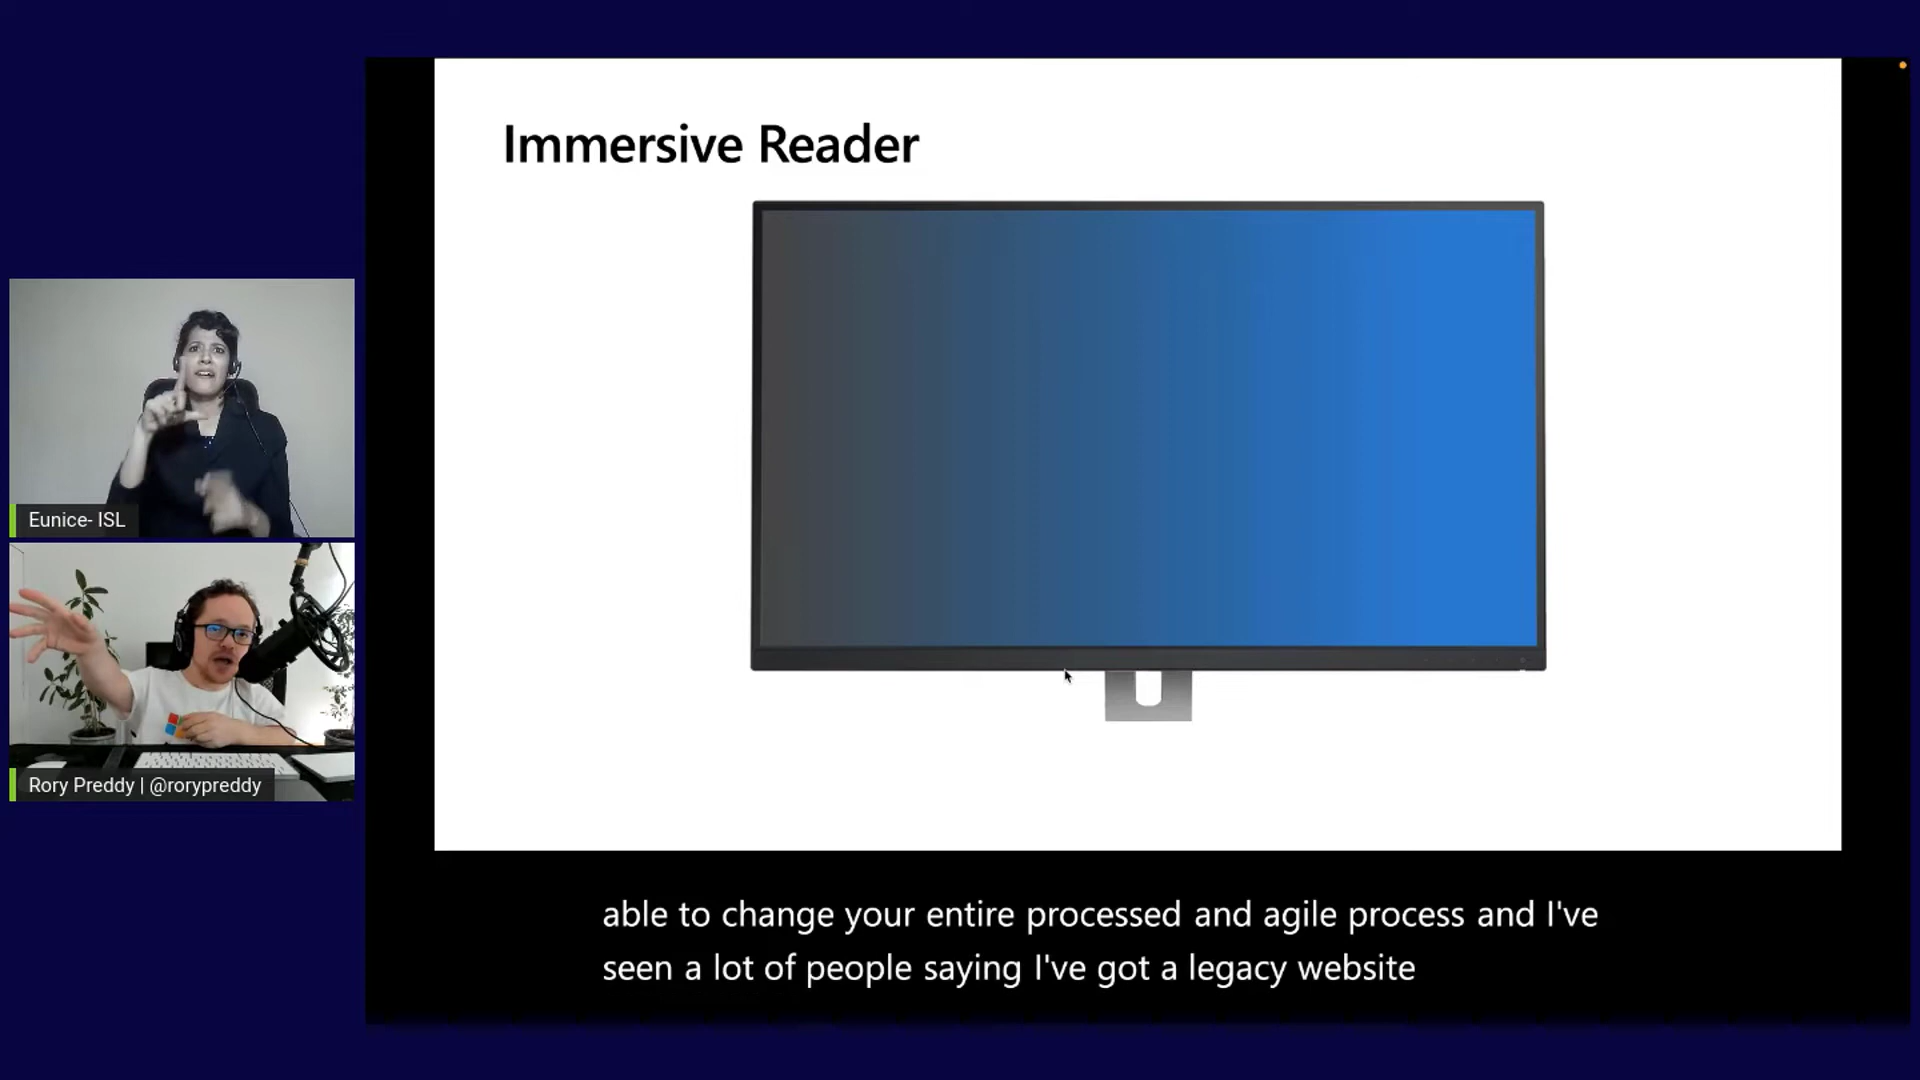 Immersive Reader
Eunice- ISL
Rory Preddy | @rorypreddy
able to change your entire processed and agile process and I've
seen a lot of people saying I've got a legacy website